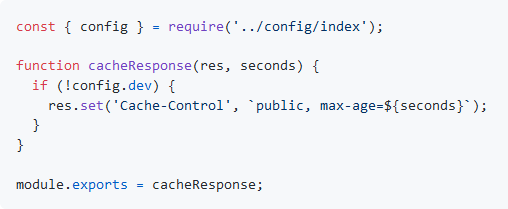 const { config } = require('../config/index');

function cacheResponse(res, seconds) {
  if (!config.dev) {
    res.set('Cache-Control', `public, max-age=${seconds}`);
  }
}

module.exports = cacheResponse;